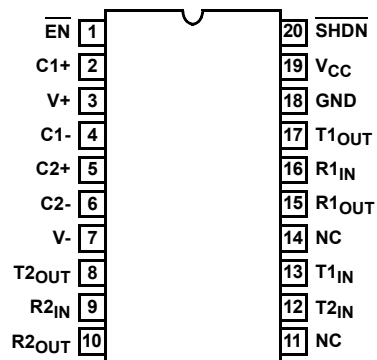 EN 1 20 SHDN
C1+ 2 19 VCC
V+ 3 18 GND
C1- 4 17 T1OUT
C2+ 5 16 R1IN
C2- 6 15 R1OUT
V- 7 14 NC
T2OUT 8 13 T1IN
R2IN 9 12 T2IN
R2OUT 10 11 NC